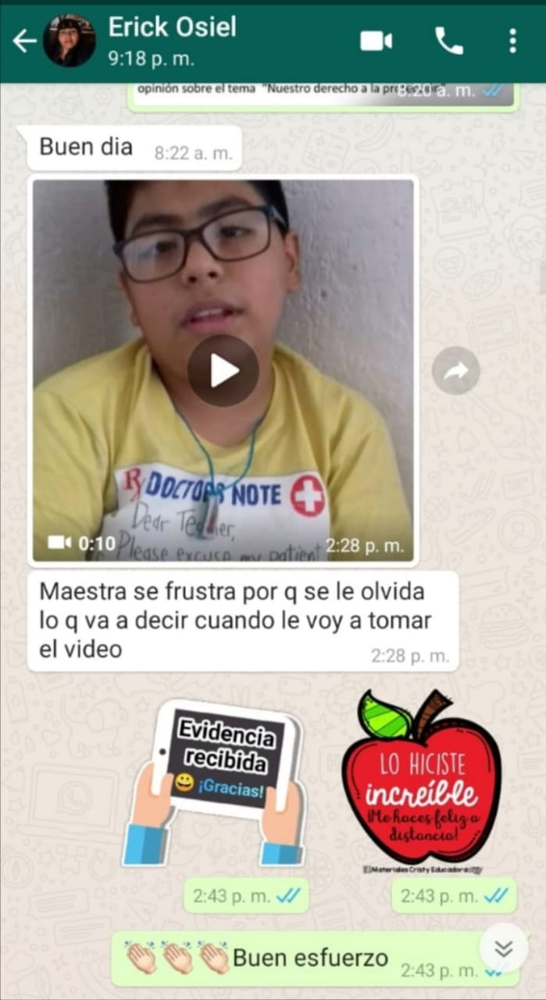 Erick Osiel
9:18 p. m.
opinión sobre el tema "Nuestro derecho a la
8:20 a. m.
Buen dia 8:22 a. m.
R DOCTOR'S NOTE
Dear Teacher,
Please excuse my patient
0:10 2:28 p. m.
Maestra se frustra por q se le olvida
lo q va a decir cuando le voy a tomar
el video
2:28 p. m.
Evidencia
recibida
¡Gracias!
LO HICISTE
increíble
¡Me haces feliz a
distancia!
Materiales Cristy Educadora
2:43 p. m.
2:43 p. m.
Buen esfuerzo
2:43 p. m.